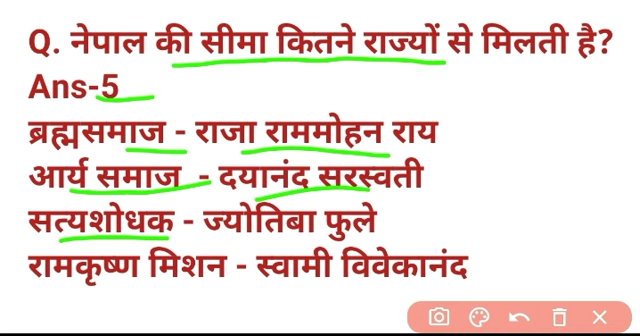 Q. नेपाल की सीमा कितने राज्यों से मिलती है?
Ans-5
ब्रह्मसमाज - राजा राममोहन राय
आर्य समाज - दयानंद सरस्वती
सत्यशोधक - ज्योतिबा फुले
रामकृष्ण मिशन - स्वामी विवेकानंद